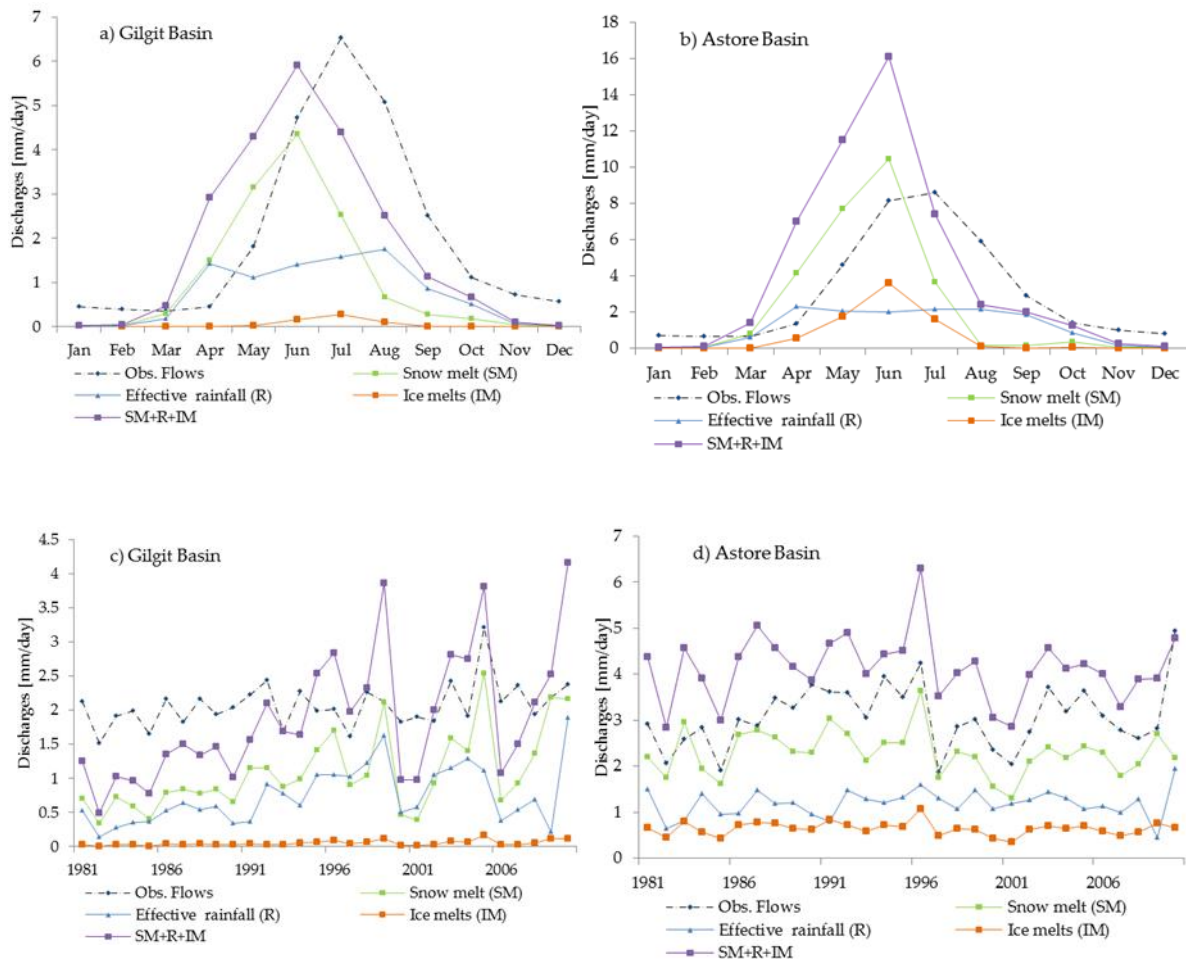 a) Gilgit Basin
Discharges [mm/day]
7
6
5
4
3
2
1
0
Jan Feb Mar Apr May Jun Jul Aug Sep Oct Nov Dec
Obs. Flows
Snow melt (SM)
Effective rainfall (R)
Ice melts (IM)
SM+R+IM
b) Astore Basin
Discharges [mm/day]
18
16
14
12
10
8
6
4
2
0
Jan Feb Mar Apr May Jun Jul Aug Sep Oct Nov Dec
Obs. Flows
Snow melt (SM)
Effective rainfall (R)
Ice melts (IM)
SM+R+IM
c) Gilgit Basin
Discharges [mm/day]
4.5
4
3.5
3
2.5
2
1.5
1
0.5
0
1981 1986 1991 1996 2001 2006
Obs. Flows
Snow melt (SM)
Effective rainfall (R)
Ice melts (IM)
SM+R+IM
d) Astore Basin
Discharges [mm/day]
7
6
5
4
3
2
1
0
1981 1986 1991 1996 2001 2006
Obs. Flows
Snow melt (SM)
Effective rainfall (R)
Ice melts (IM)
SM+R+IM